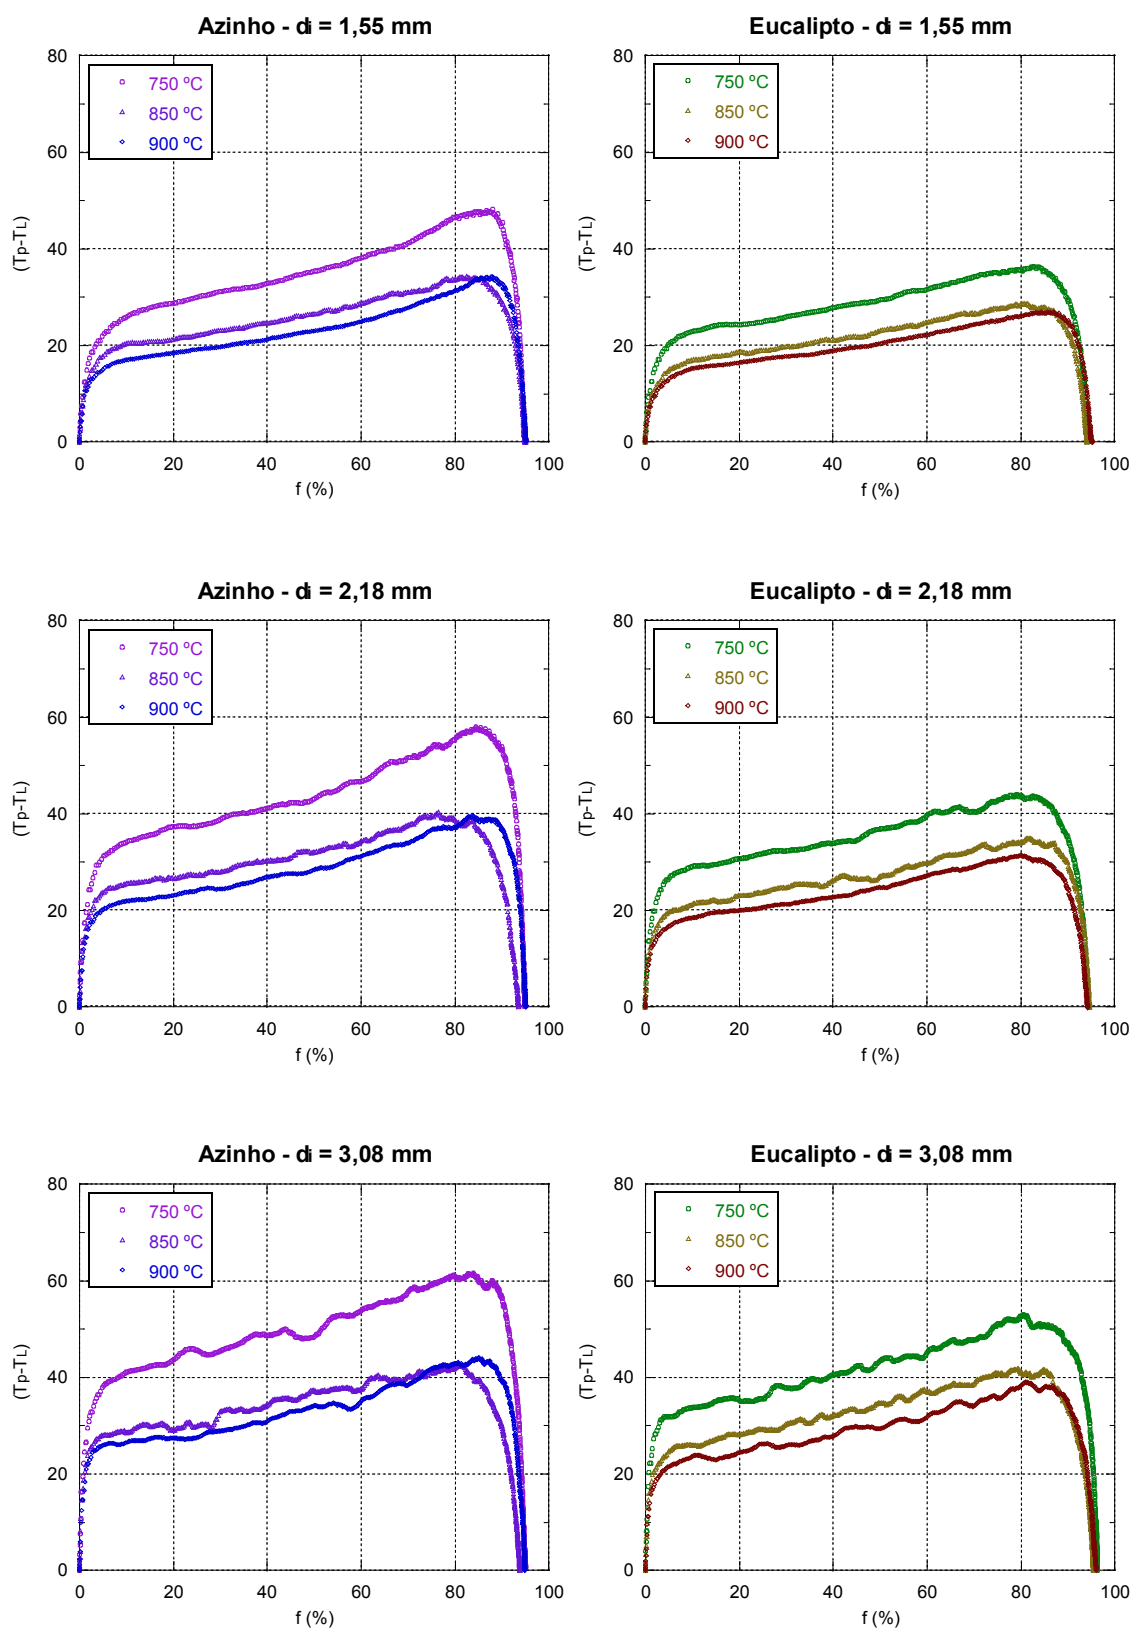 Azinho - di = 1,55 mm
80
60
40
20
0
0 20 40 60 80 100
(Tp-TL)
f (%)
750 ºC
850 ºC
900 ºC
Eucalipto - di = 1,55 mm
80
60
40
20
0
0 20 40 60 80 100
(Tp-TL)
f (%)
750 ºC
850 ºC
900 ºC
Azinho - di = 2,18 mm
80
60
40
20
0
0 20 40 60 80 100
(Tp-TL)
f (%)
750 ºC
850 ºC
900 ºC
Eucalipto - di = 2,18 mm
80
60
40
20
0
0 20 40 60 80 100
(Tp-TL)
f (%)
750 ºC
850 ºC
900 ºC
Azinho - di = 3,08 mm
80
60
40
20
0
0 20 40 60 80 100
(Tp-TL)
f (%)
750 ºC
850 ºC
900 ºC
Eucalipto - di = 3,08 mm
80
60
40
20
0
0 20 40 60 80 100
(Tp-TL)
f (%)
750 ºC
850 ºC
900 ºC